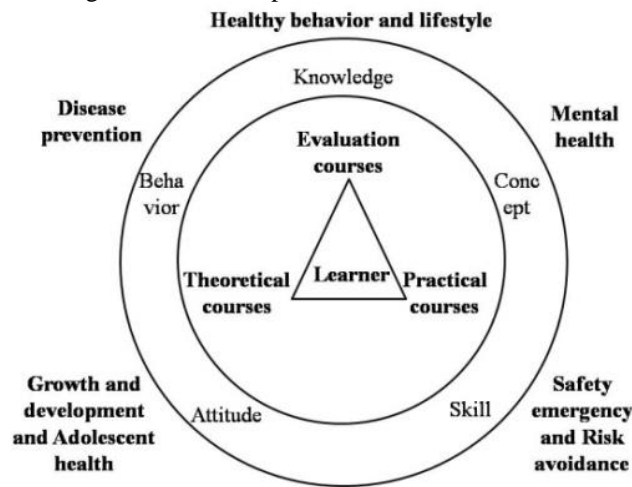 Healthy behavior and lifestyle
Knowledge
Disease
prevention
Mental
health
Evaluation
courses
Beha
vior
Conc
ept
Theoretical
courses
Learner
Practical
courses
Growth and
development
and Adolescent
health
Attitude
Skill
Safety
emergency
and Risk
avoidance